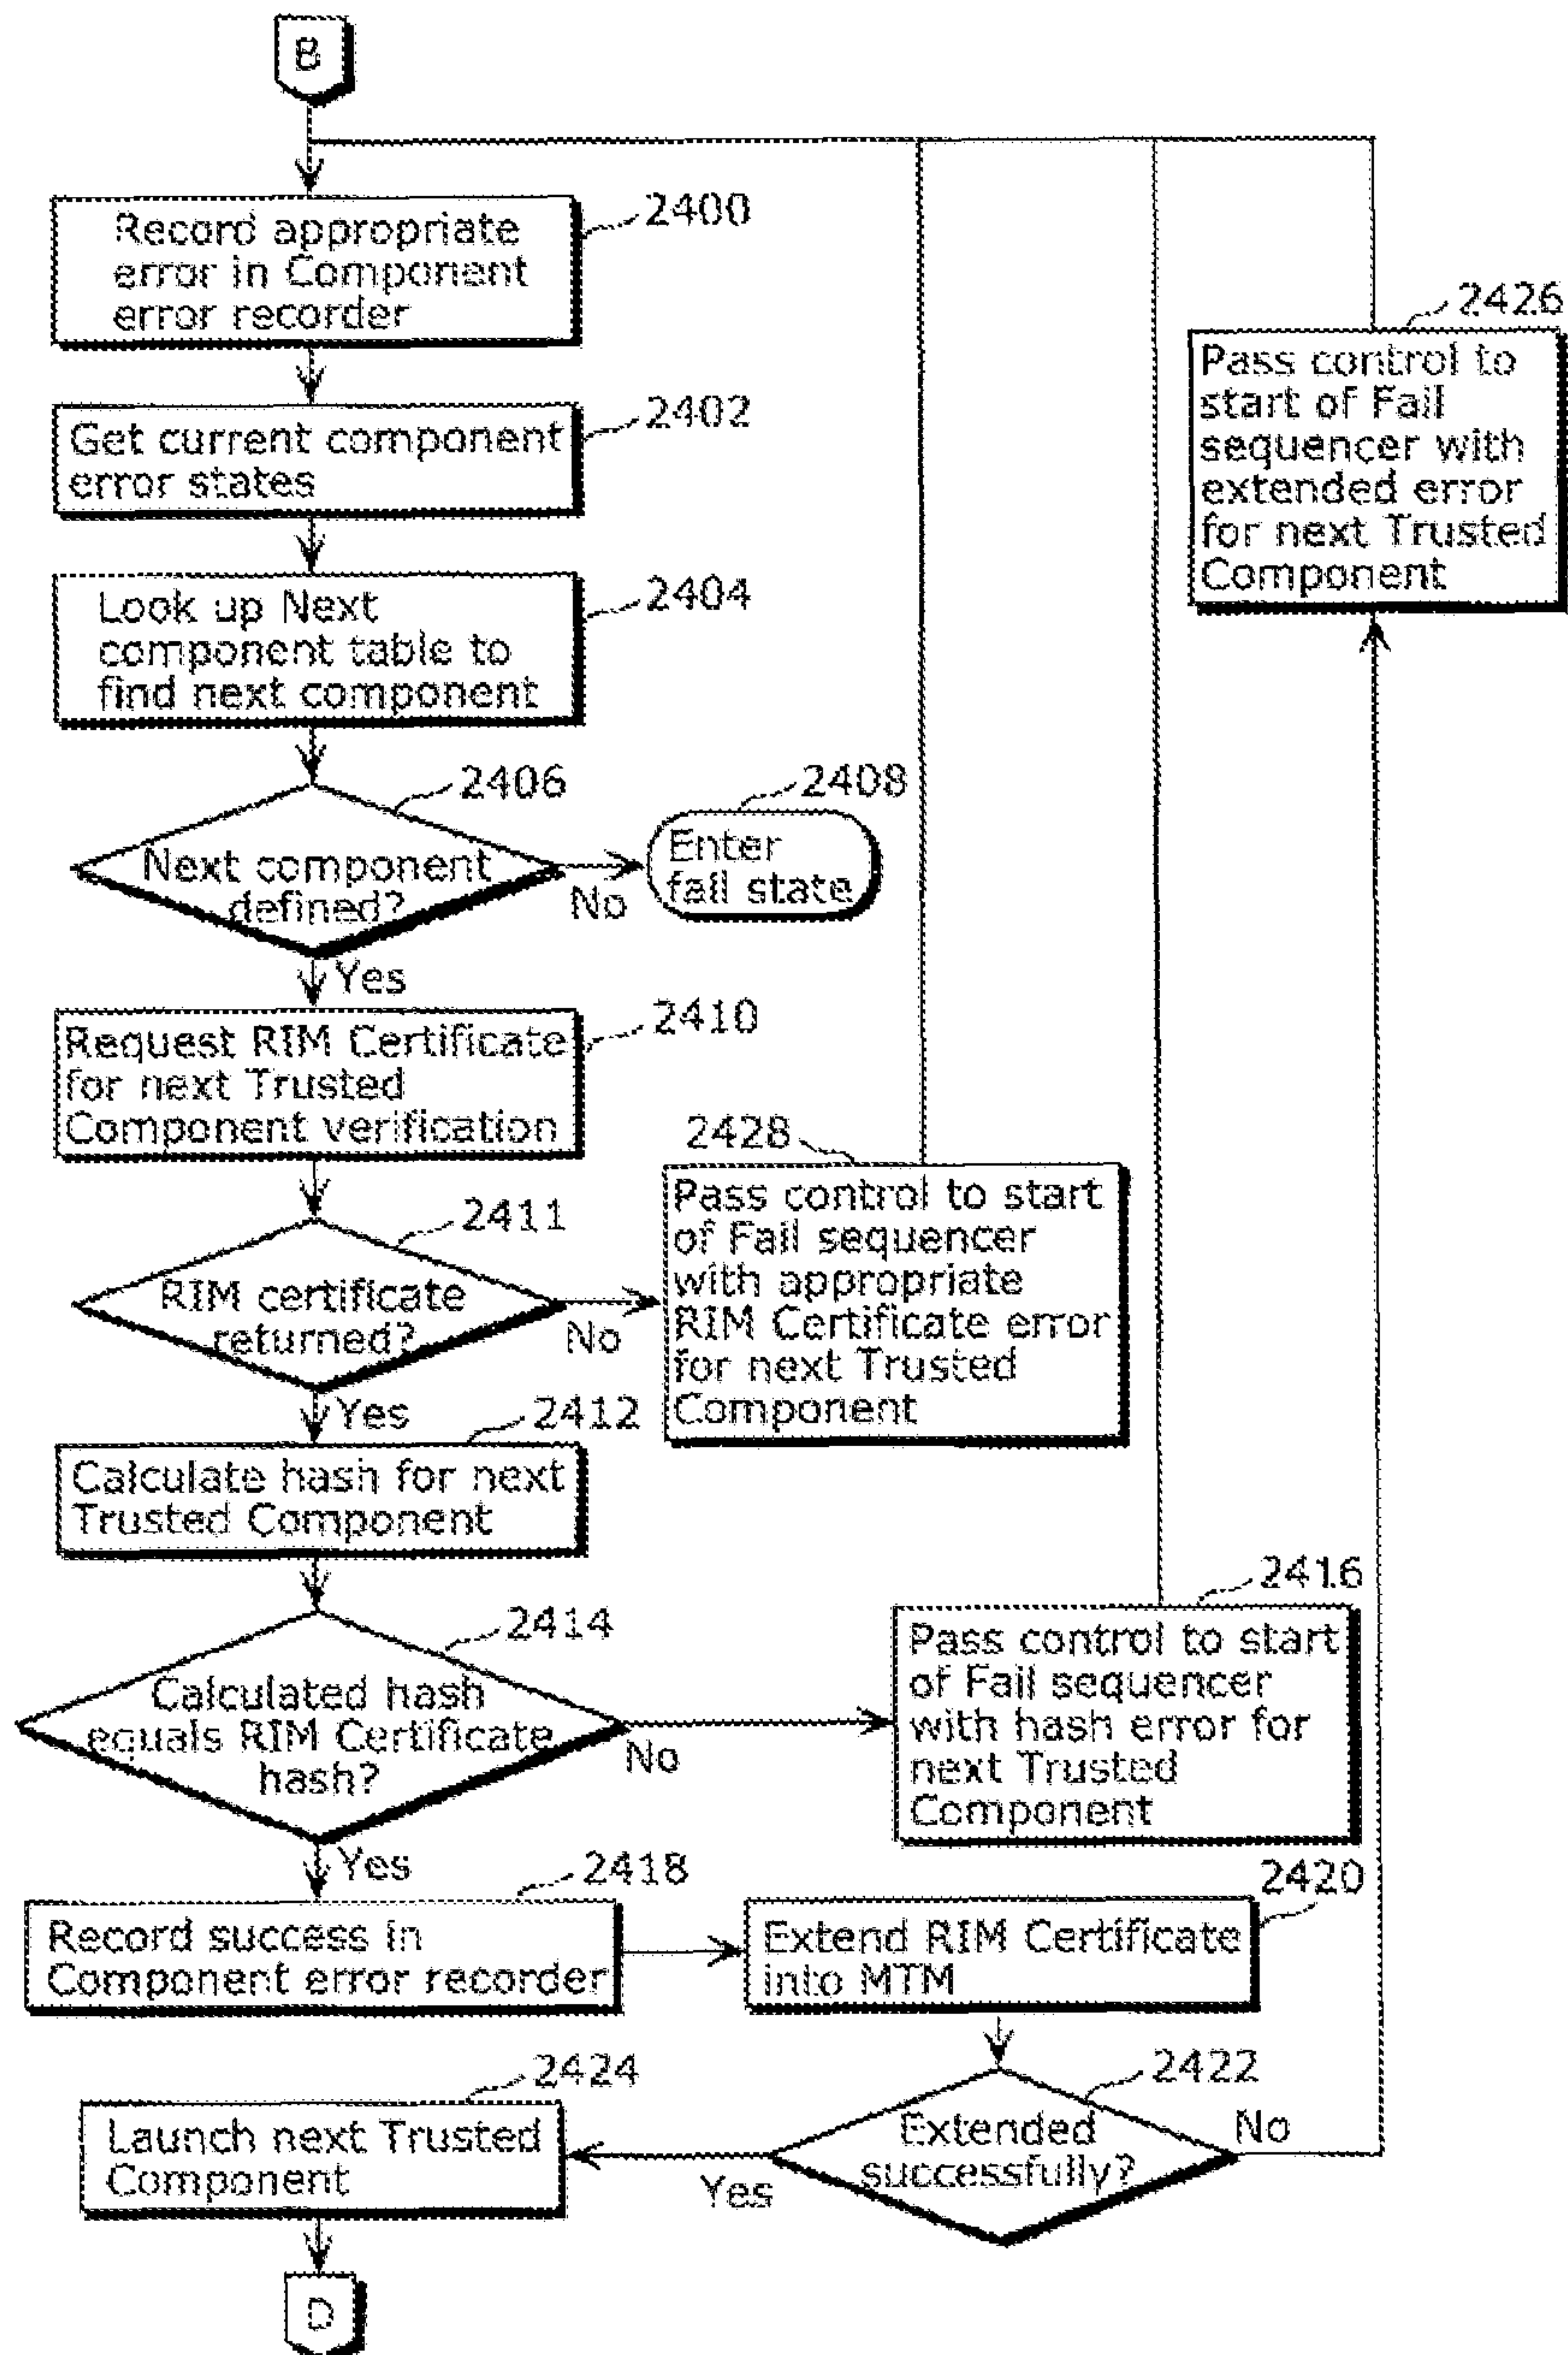 B
Record appropriate
error in Component
error recorder
2400
2426
Pass control to
start of Fail
sequencer with
extended error
for next Trusted
Component
Get current component
error states
2402
Look up Next
component table to
find next component
2404
2406
Next component
defined?
No
2408
Enter
fail state
Yes
Request RIM Certificate
for next Trusted
Component verification
2410
2411
RIM certificate
returned?
No
2428
Pass control to start
of Fail sequencer
with appropriate
RIM Certificate error
for next Trusted
Component
Yes
2412
Calculate hash for next
Trusted Component
2414
Calculated hash
equals RIM Certificate
hash?
No
2416
Pass control to start
of Fail sequencer
with hash error for
next Trusted
Component
Yes
2418
Record success in
Component error recorder
2420
Extend RIM Certificate
into MTM
2422
Extended
successfully?
No
Yes
2424
Launch next Trusted
Component
D